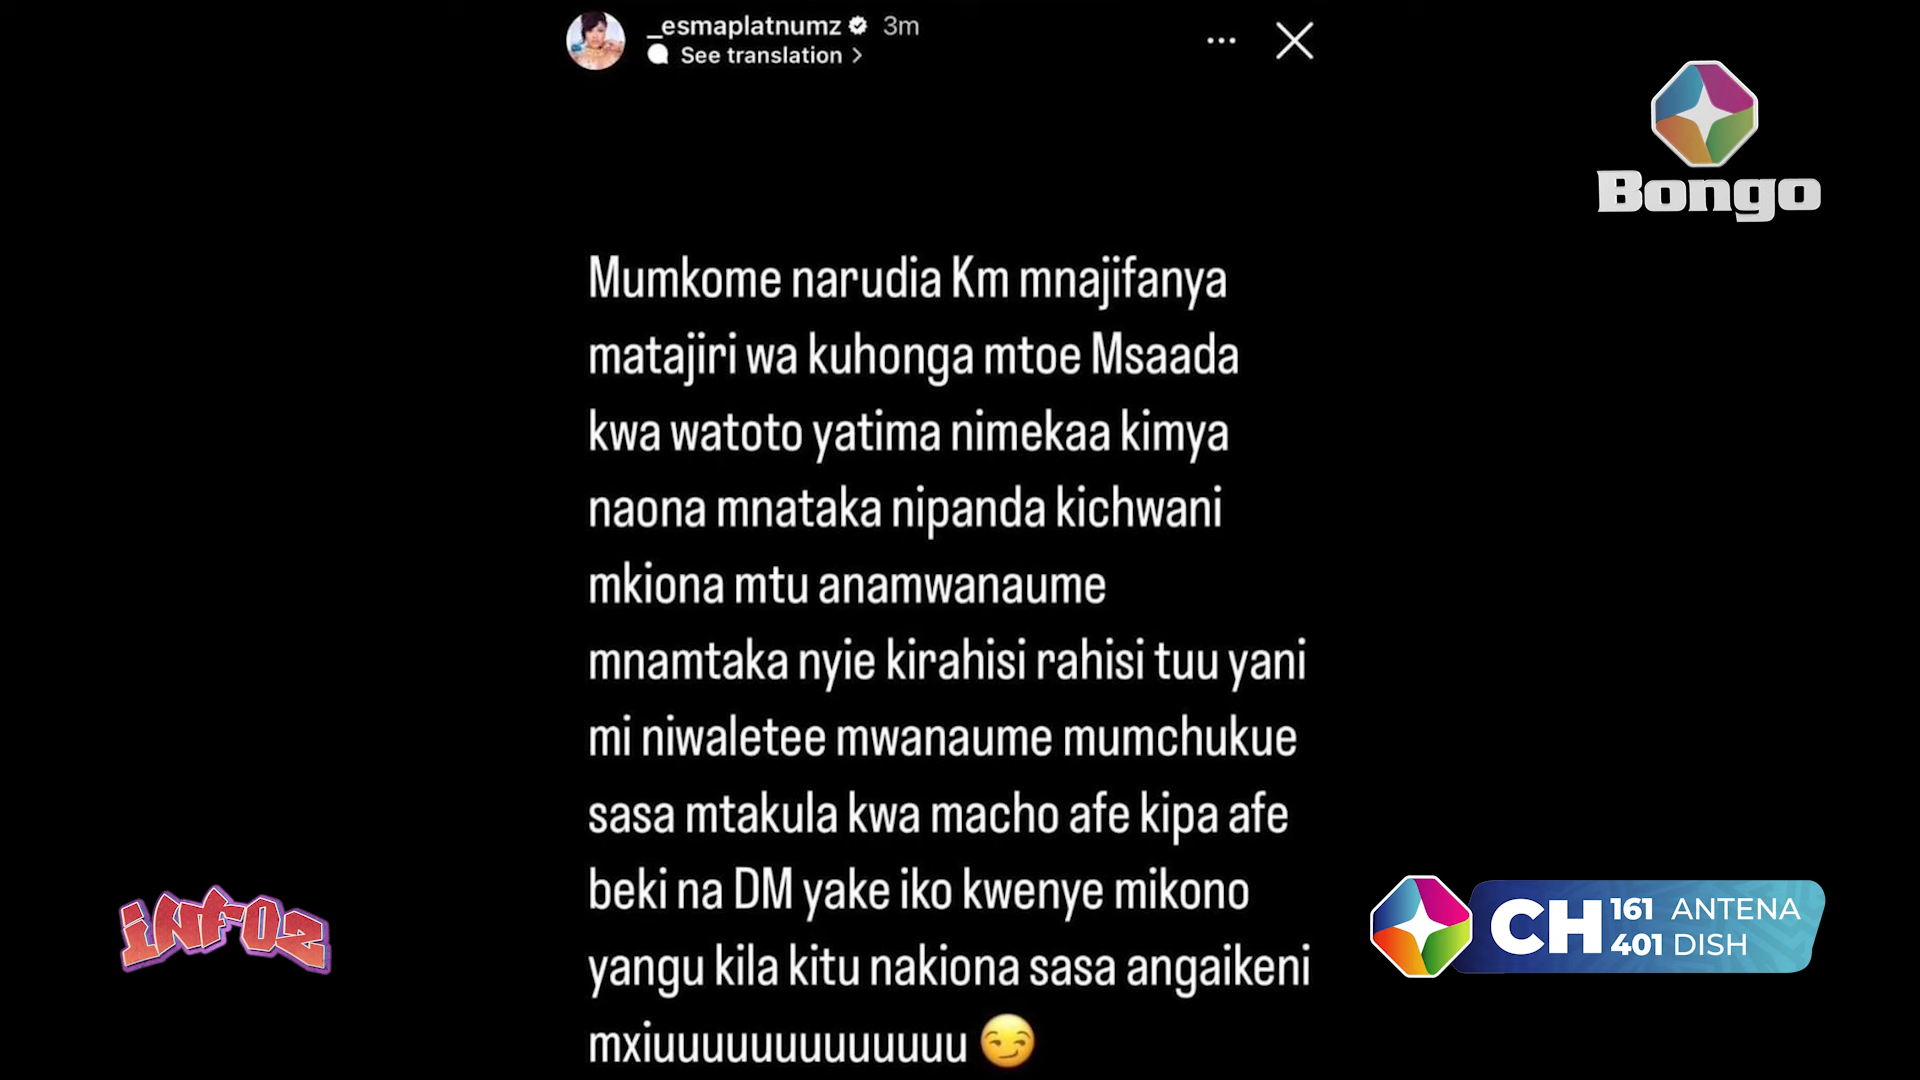 _esmaplatnumz 3m
See translation >
Bongo
Mumkome narudia Km mnajifanya
matajiri wa kuhonga mtoe Msaada
kwa watoto yatima nimekaa kimya
naona mnataka nipanda kichwani
mkiona mtu anamwanaume
mnamtaka nyie kirahisi rahisi tuu yani
mi niwaletee mwanaume mumchukue
sasa mtakula kwa macho afe kipa afe
beki na DM yake iko kwenye mikono
yangu kila kitu nakiona sasa angaikeni
mxiuuuuuuuuuuuuuu 😏
iNFOZ
CH 161 ANTENA
401 DISH